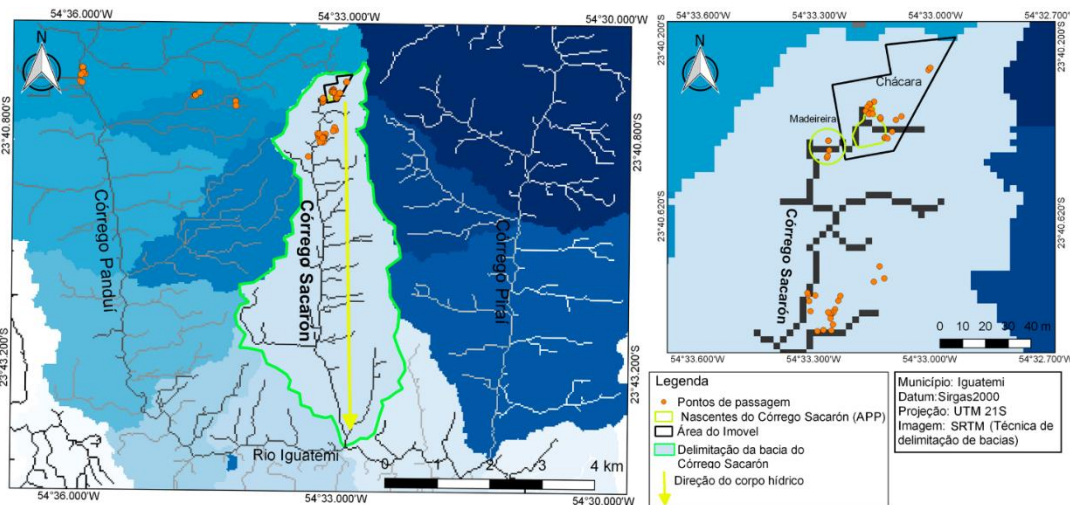 54°36.000'W
54°33.000'W
54°30.000'W
N
23°40.800'S
23°40.800'S
Córrego Panduí
Córrego Sacarón
Córrego Pirai
23°43.200'S
23°43.200'S
Rio Iguatemi
0 1 2 3 4 km
54°36.000'W
54°33.000'W
54°30.000'W
54°33.600'W
54°33.300'W
54°33.000'W
54°32.700'W
N
23°40.200'S
23°40.200'S
Chácara
Madeireira
23°40.620'S
23°40.620'S
Córrego Sacarón
0 10 20 30 40 m
54°33.600'W
54°33.300'W
54°33.000'W
54°32.700'W
Legenda
Pontos de passagem
Nascentes do Córrego Sacarón (APP)
Área do Imovel
Delimitação da bacia do
Córrego Sacarón
Direção do corpo hídrico
Município: Iguatemi
Datum:Sirgas2000
Projeção: UTM 21S
Imagem: SRTM (Técnica de
delimitação de bacias)